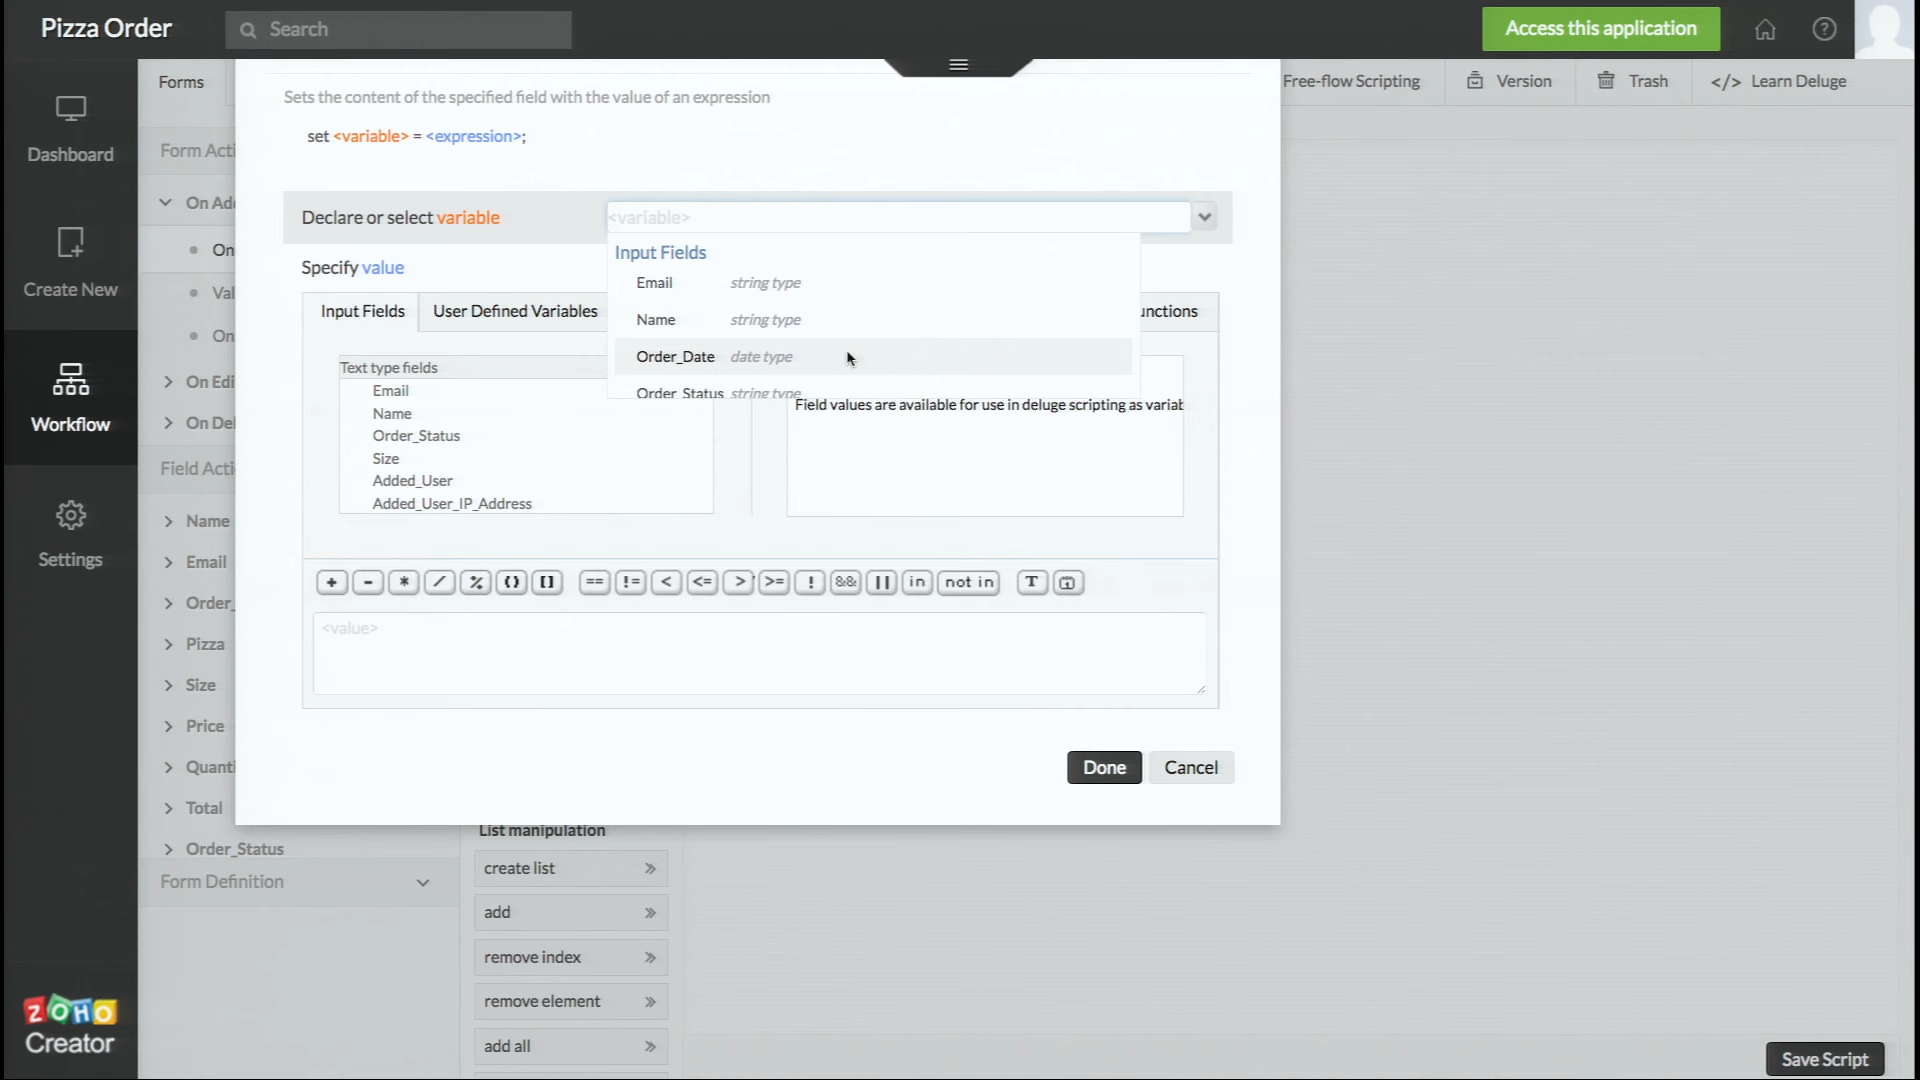 Pizza Order
Search
Access this application
Dashboard
Create New
Workflow
Settings
ZOHO
Creator
Forms
Free-flow Scripting
Version
Trash
</> Learn Deluge
Form Acti
On Ad
On
Val
On
On Edi
On Del
Field Acti
Name
Email
Order_
Pizza
Size
Price
Quanti
Total
Order_Status
Form Definition
Sets the content of the specified field with the value of an expression
set <variable> = <expression>;
Declare or select variable
<variable>
Input Fields
Email string type
Name string type
Order_Date date type
Order_Status string type
Specify value
Input Fields
User Defined Variables
unctions
Text type fields
Email
Name
Order_Status
Size
Added_User
Added_User_IP_Address
Field values are available for use in deluge scripting as variab
+ - * / % () [] == != < <= > >= ! && || in not in T
<value>
Done
Cancel
List manipulation
create list
add
remove index
remove element
add all
Save Script